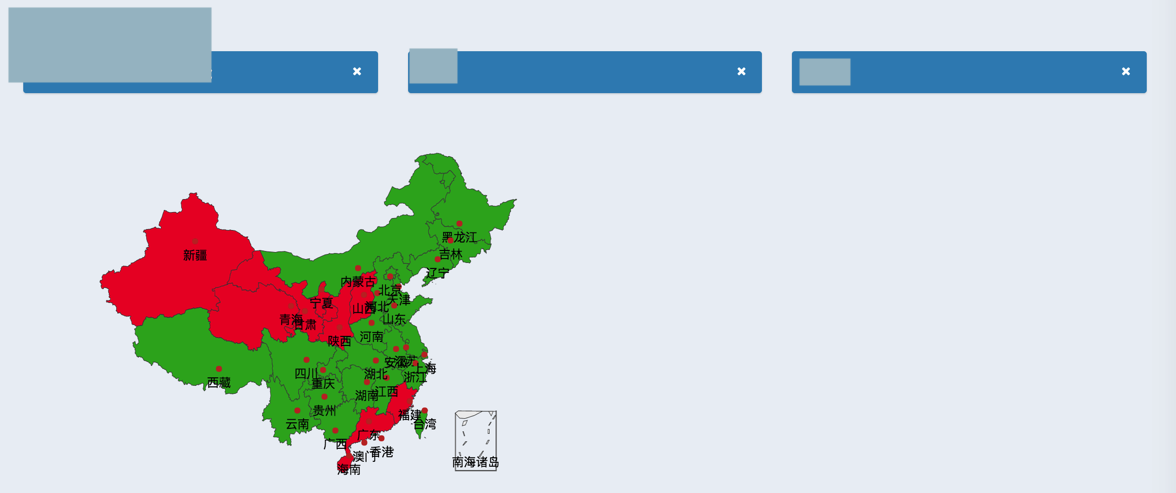 黑龙江
吉林
新疆
辽宁
内蒙古
北京
天津
宁夏
山西
河北
青海
甘肃
山东
河南
陕西
安徽
江苏
上海
四川
湖北
浙江
西藏
重庆
湖南
江西
贵州
福建
云南
台湾
广东
广西
香港
澳门
南海诸岛
海南